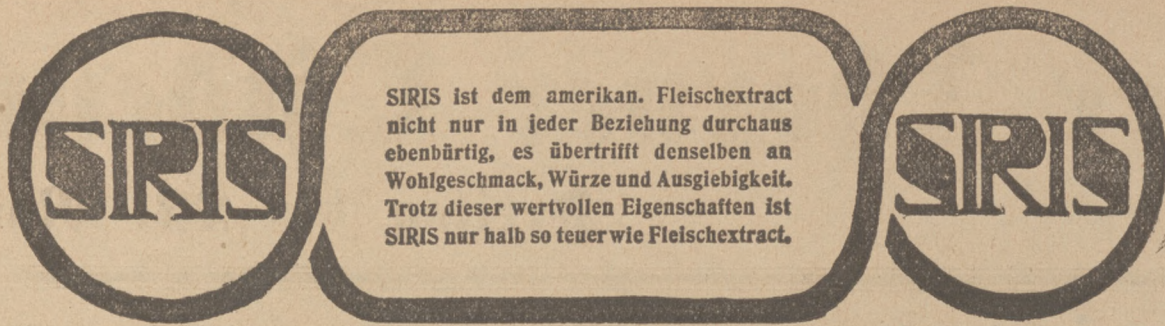 SIRIS
SIRIS ist dem amerikan. Fleischextract
nicht nur in jeder Beziehung durchaus
ebenbürtig, es übertrifft denselben an
Wohlgeschmack, Würze und Ausgiebigkeit.
Trotz dieser wertvollen Eigenschaften ist
SIRIS nur halb so teuer wie Fleischextract.
SIRIS